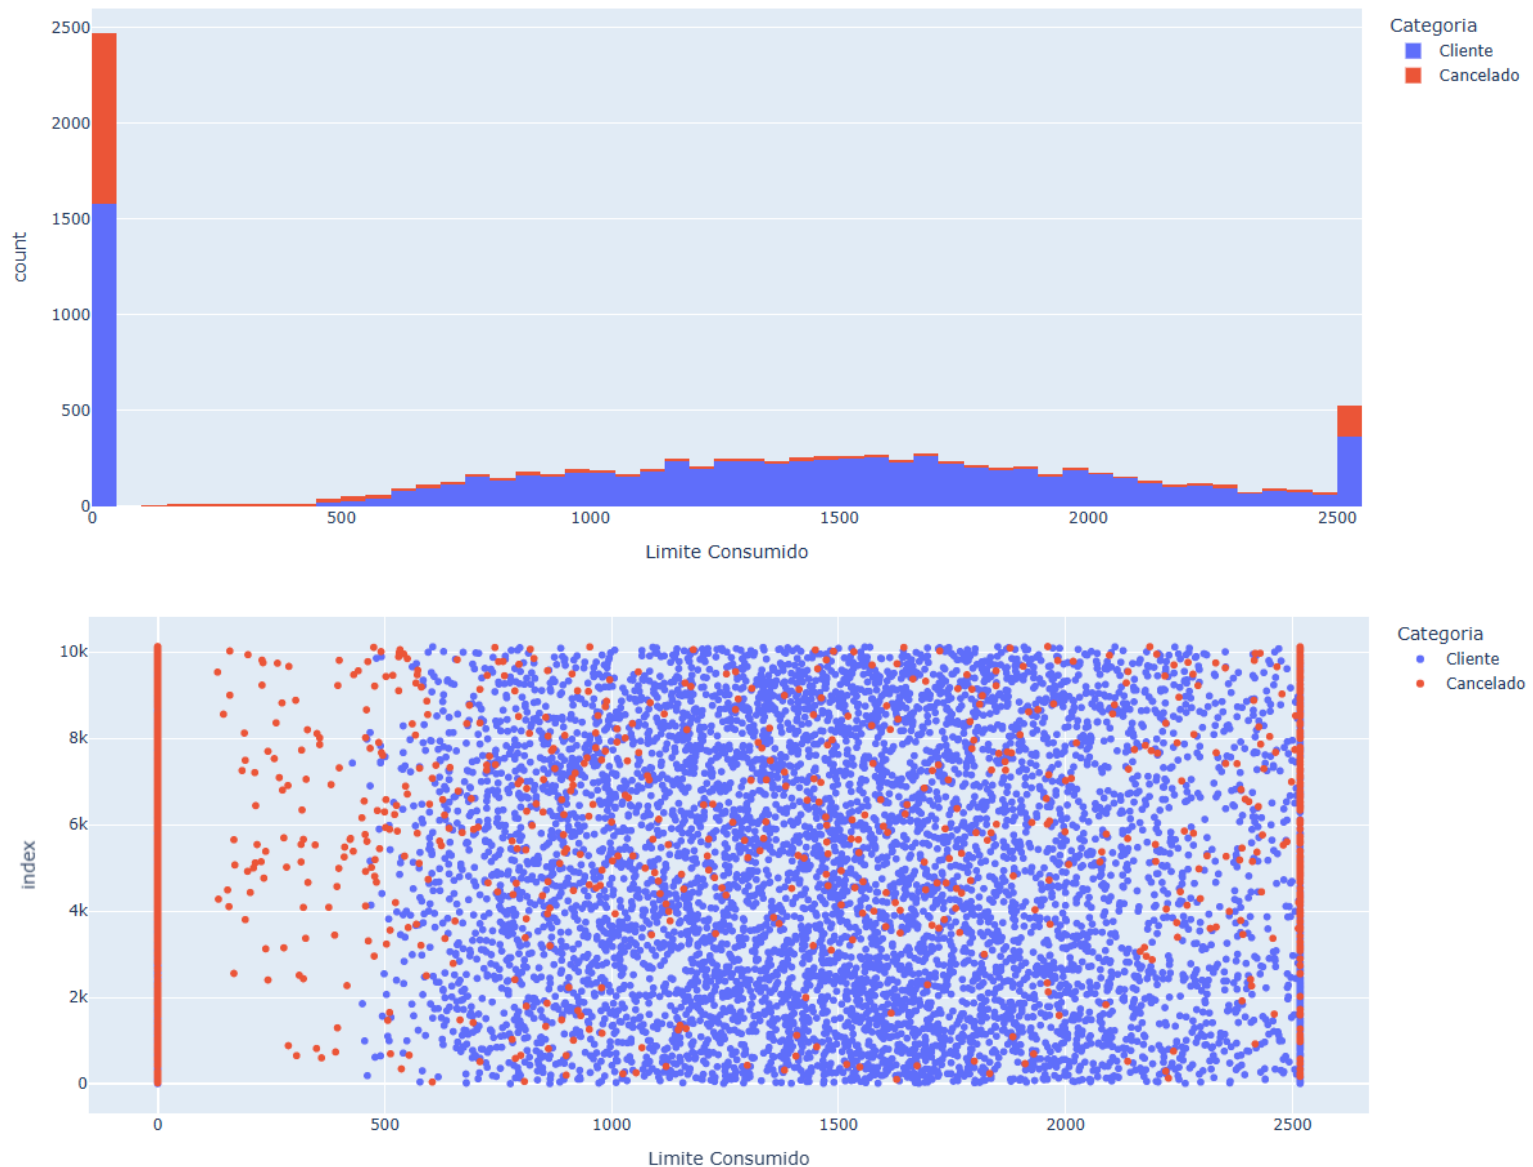 2500
2000
1500
1000
500
0
count
0 500 1000 1500 2000 2500
Limite Consumido
Categoria
Cliente
Cancelado
10k
8k
6k
4k
2k
0
index
0 500 1000 1500 2000 2500
Limite Consumido
Categoria
Cliente
Cancelado